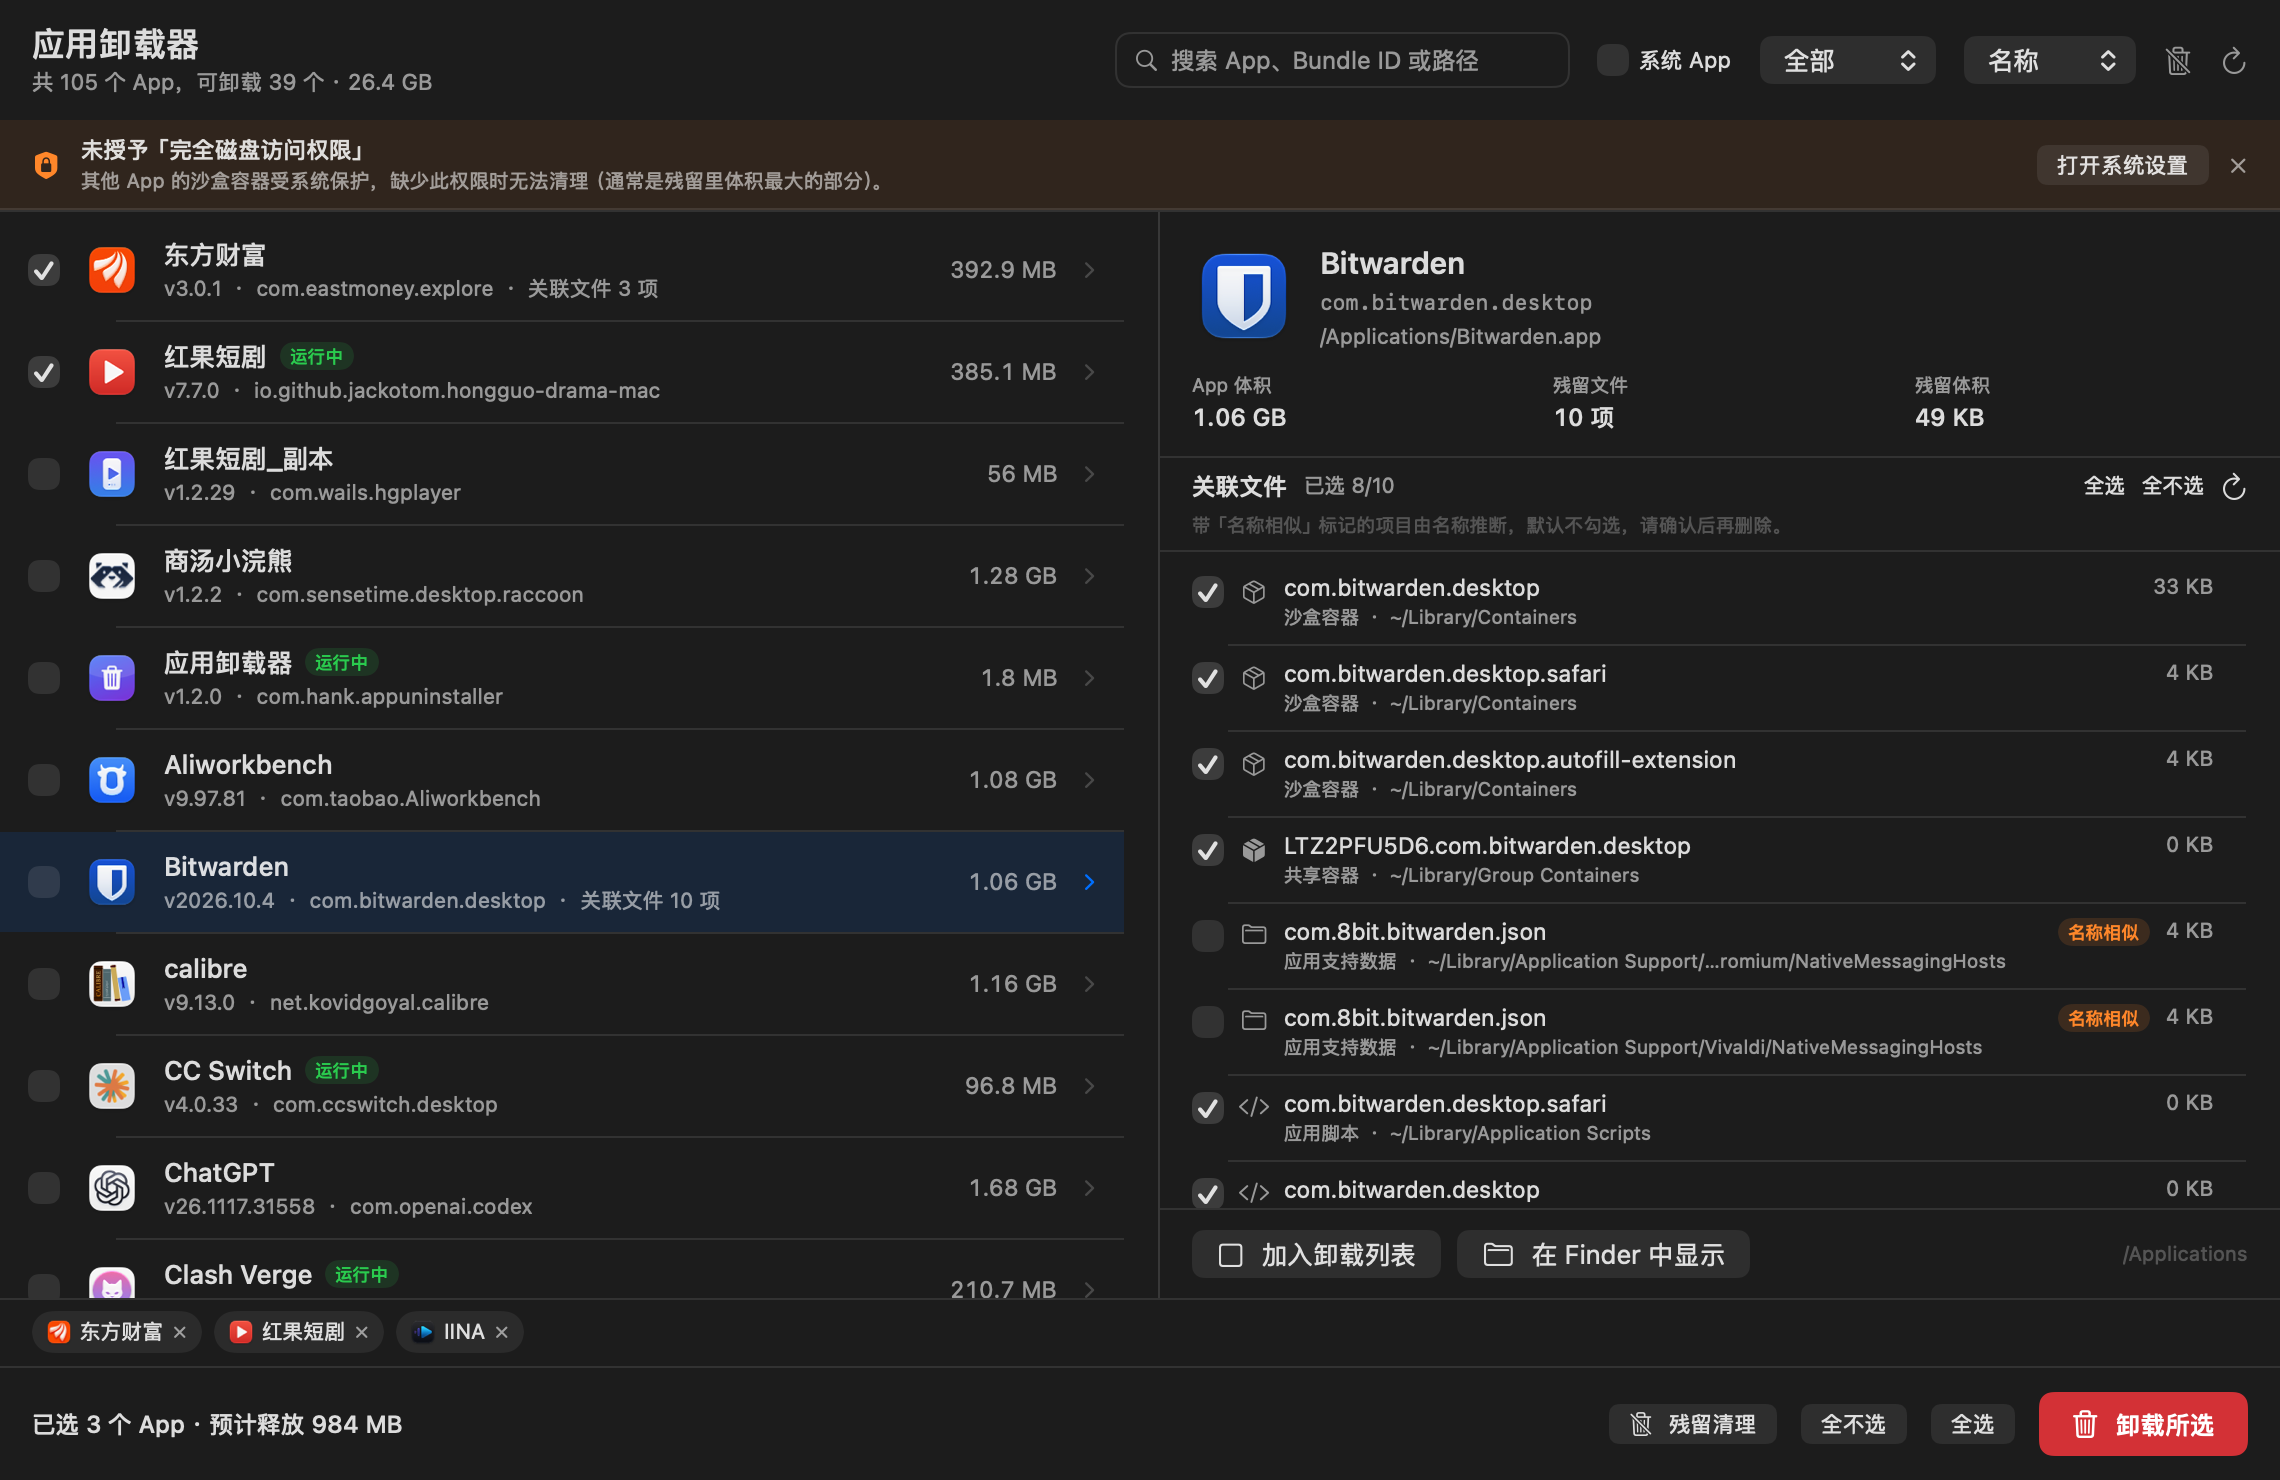 应用卸载器
共 105 个 App，可卸载 39 个 · 26.4 GB
搜索 App、Bundle ID 或路径
系统 App
全部
名称
未授予「完全磁盘访问权限」
其他 App 的沙盒容器受系统保护，缺少此权限时无法清理（通常是残留里体积最大的部分）。
打开系统设置
东方财富
v3.0.1 · com.eastmoney.explore · 关联文件 3 项
392.9 MB
红果短剧 运行中
v7.7.0 · io.github.jackotom.hongguo-drama-mac
385.1 MB
红果短剧_副本
v1.2.29 · com.wails.hgplayer
56 MB
商汤小浣熊
v1.2.2 · com.sensetime.desktop.raccoon
1.28 GB
应用卸载器 运行中
v1.2.0 · com.hank.appuninstaller
1.8 MB
Aliworkbench
v9.97.81 · com.taobao.Aliworkbench
1.08 GB
Bitwarden
v2026.10.4 · com.bitwarden.desktop · 关联文件 10 项
1.06 GB
calibre
v9.13.0 · net.kovidgoyal.calibre
1.16 GB
CC Switch 运行中
v4.0.33 · com.ccswitch.desktop
96.8 MB
ChatGPT
v26.1117.31558 · com.openai.codex
1.68 GB
Clash Verge 运行中
210.7 MB
Bitwarden
com.bitwarden.desktop
/Applications/Bitwarden.app
App 体积
1.06 GB
残留文件
10 项
残留体积
49 KB
关联文件 已选 8/10
全选 全不选
带「名称相似」标记的项目由名称推断，默认不勾选，请确认后再删除。
com.bitwarden.desktop
33 KB
沙盒容器 · ~/Library/Containers
com.bitwarden.desktop.safari
4 KB
沙盒容器 · ~/Library/Containers
com.bitwarden.desktop.autofill-extension
4 KB
沙盒容器 · ~/Library/Containers
LTZ2PFU5D6.com.bitwarden.desktop
0 KB
共享容器 · ~/Library/Group Containers
com.8bit.bitwarden.json
名称相似 4 KB
应用支持数据 · ~/Library/Application Support/...romium/NativeMessagingHosts
com.8bit.bitwarden.json
名称相似 4 KB
应用支持数据 · ~/Library/Application Support/Vivaldi/NativeMessagingHosts
com.bitwarden.desktop.safari
0 KB
应用脚本 · ~/Library/Application Scripts
com.bitwarden.desktop
0 KB
加入卸载列表
在 Finder 中显示
/Applications
东方财富
红果短剧
IINA
已选 3 个 App · 预计释放 984 MB
残留清理
全不选
全选
卸载所选